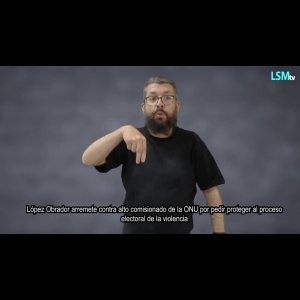 LSMtv
López Obrador arremete contra alto comisionado de la ONU por pedir proteger al proceso
electoral de la violencia